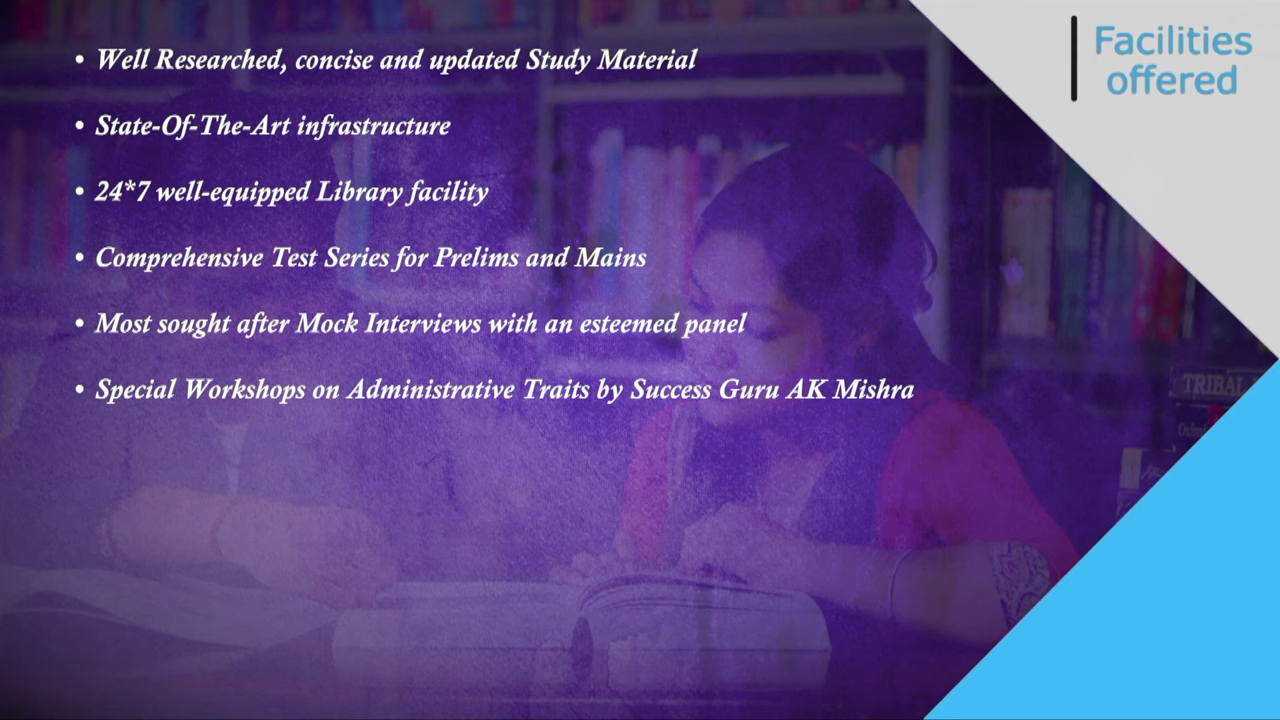 Facilities
offered
• Well Researched, concise and updated Study Material
• State-Of-The-Art infrastructure
• 24*7 well-equipped Library facility
• Comprehensive Test Series for Prelims and Mains
• Most sought after Mock Interviews with an esteemed panel
• Special Workshops on Administrative Traits by Success Guru AK Mishra
TRIBAL